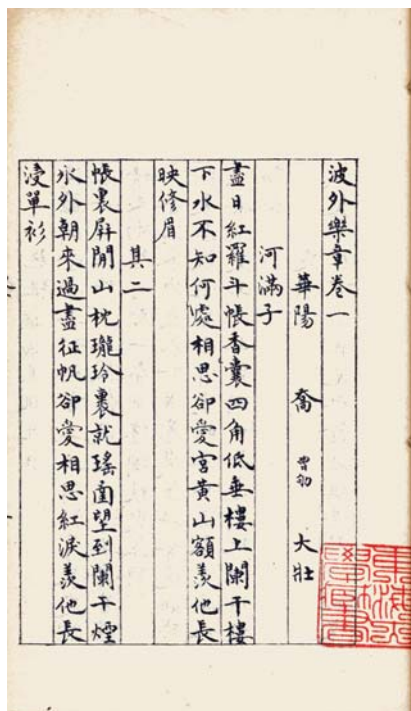 波外樂章卷一
華陽 喬 曾劬 大壯
河滿子
盡日紅羅斗帳香囊四角低垂樓上闌干樓
下水不知何處相思卻愛宮黃山額羨他長
映修眉
其二
帳裏屏閒山枕瓏玲裹就瑤圅望到闌干煙
水外朝來過盡征帆卻愛相思紅淚羨他長
浸單衫